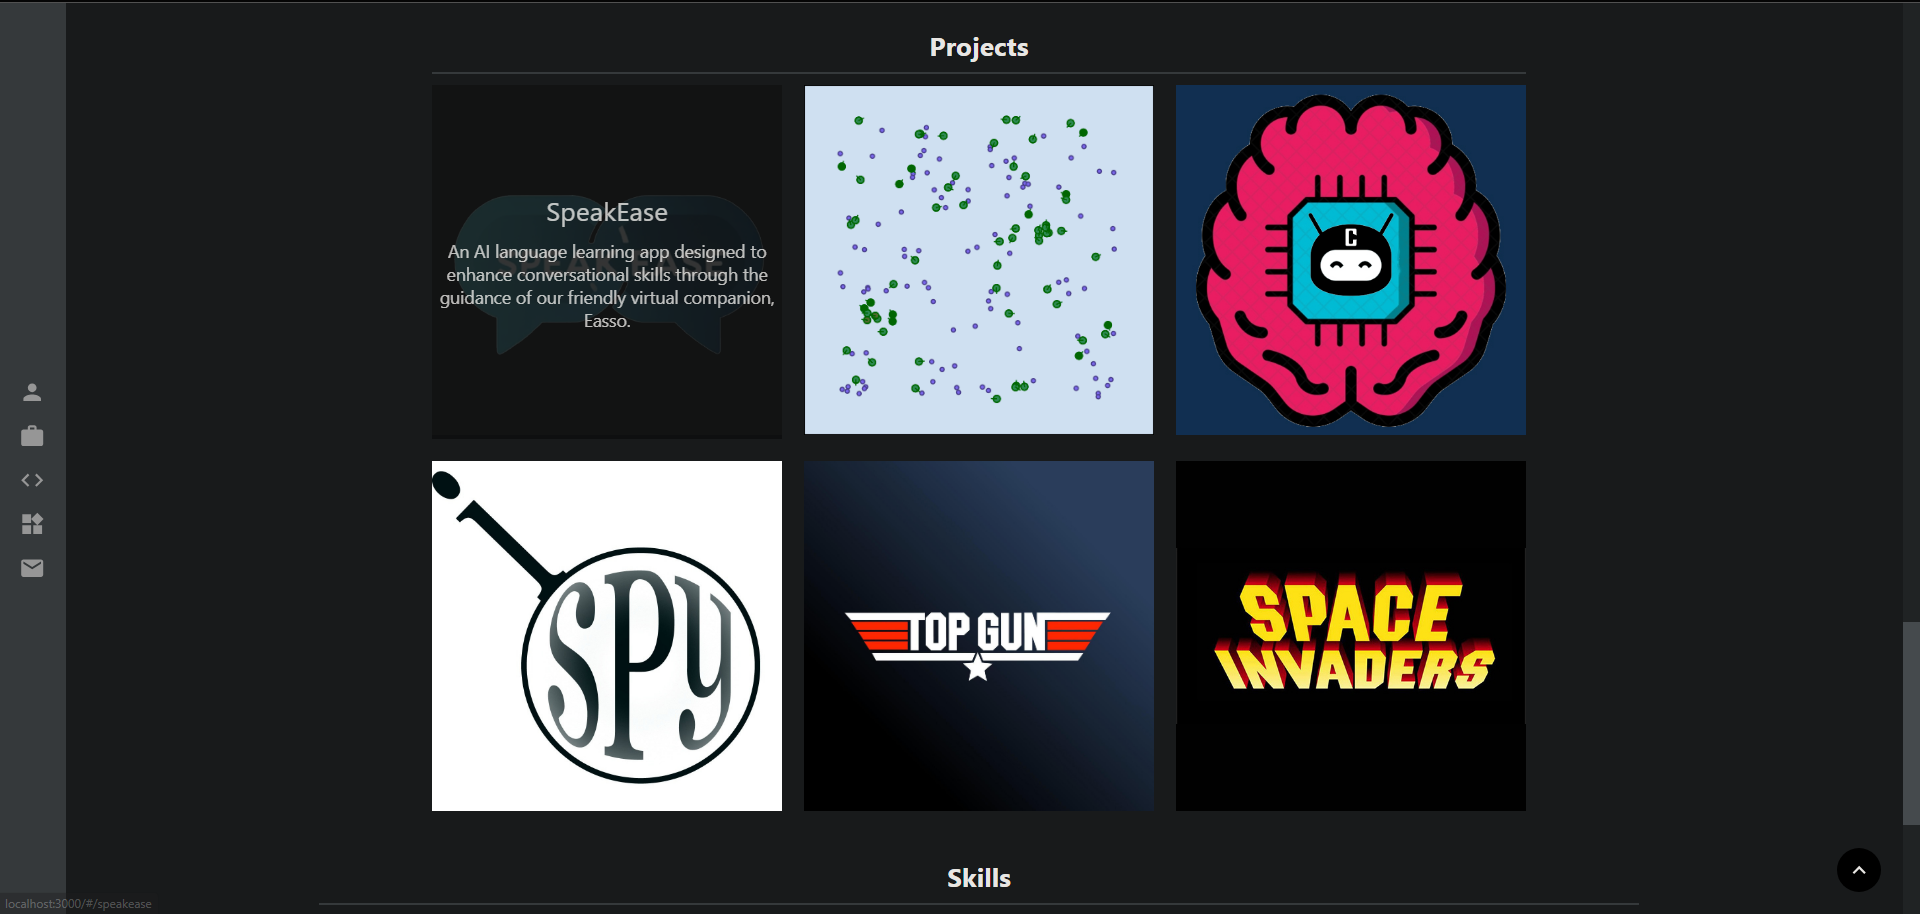 Projects
SpeakEase
An AI language learning app designed to
enhance conversational skills through the
guidance of our friendly virtual companion,
Easso.
C
SPY
TOP GUN
SPACE
INVADERS
Skills
localhost:3000/#/speakease